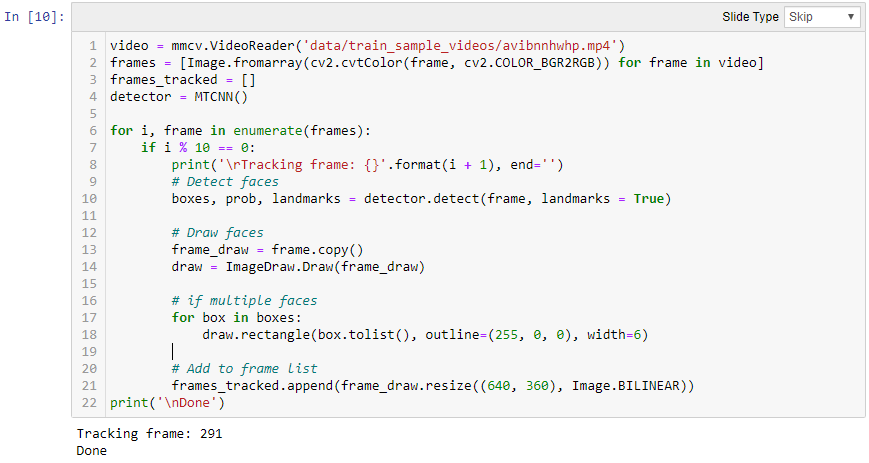 In [10]:
Slide Type Skip
1 video = mmcv.VideoReader('data/train_sample_videos/avibnnhwhp.mp4')
2 frames = [Image.fromarray(cv2.cvtColor(frame, cv2.COLOR_BGR2RGB)) for frame in video]
3 frames_tracked = []
4 detector = MTCNN()
5
6 for i, frame in enumerate(frames):
7     if i % 10 == 0:
8         print('\rTracking frame: {}'.format(i + 1), end='')
9         # Detect faces
10         boxes, prob, landmarks = detector.detect(frame, landmarks = True)
11
12         # Draw faces
13         frame_draw = frame.copy()
14         draw = ImageDraw.Draw(frame_draw)
15
16         # if multiple faces
17         for box in boxes:
18             draw.rectangle(box.tolist(), outline=(255, 0, 0), width=6)
19
20         # Add to frame list
21         frames_tracked.append(frame_draw.resize((640, 360), Image.BILINEAR))
22 print('\nDone')
Tracking frame: 291
Done